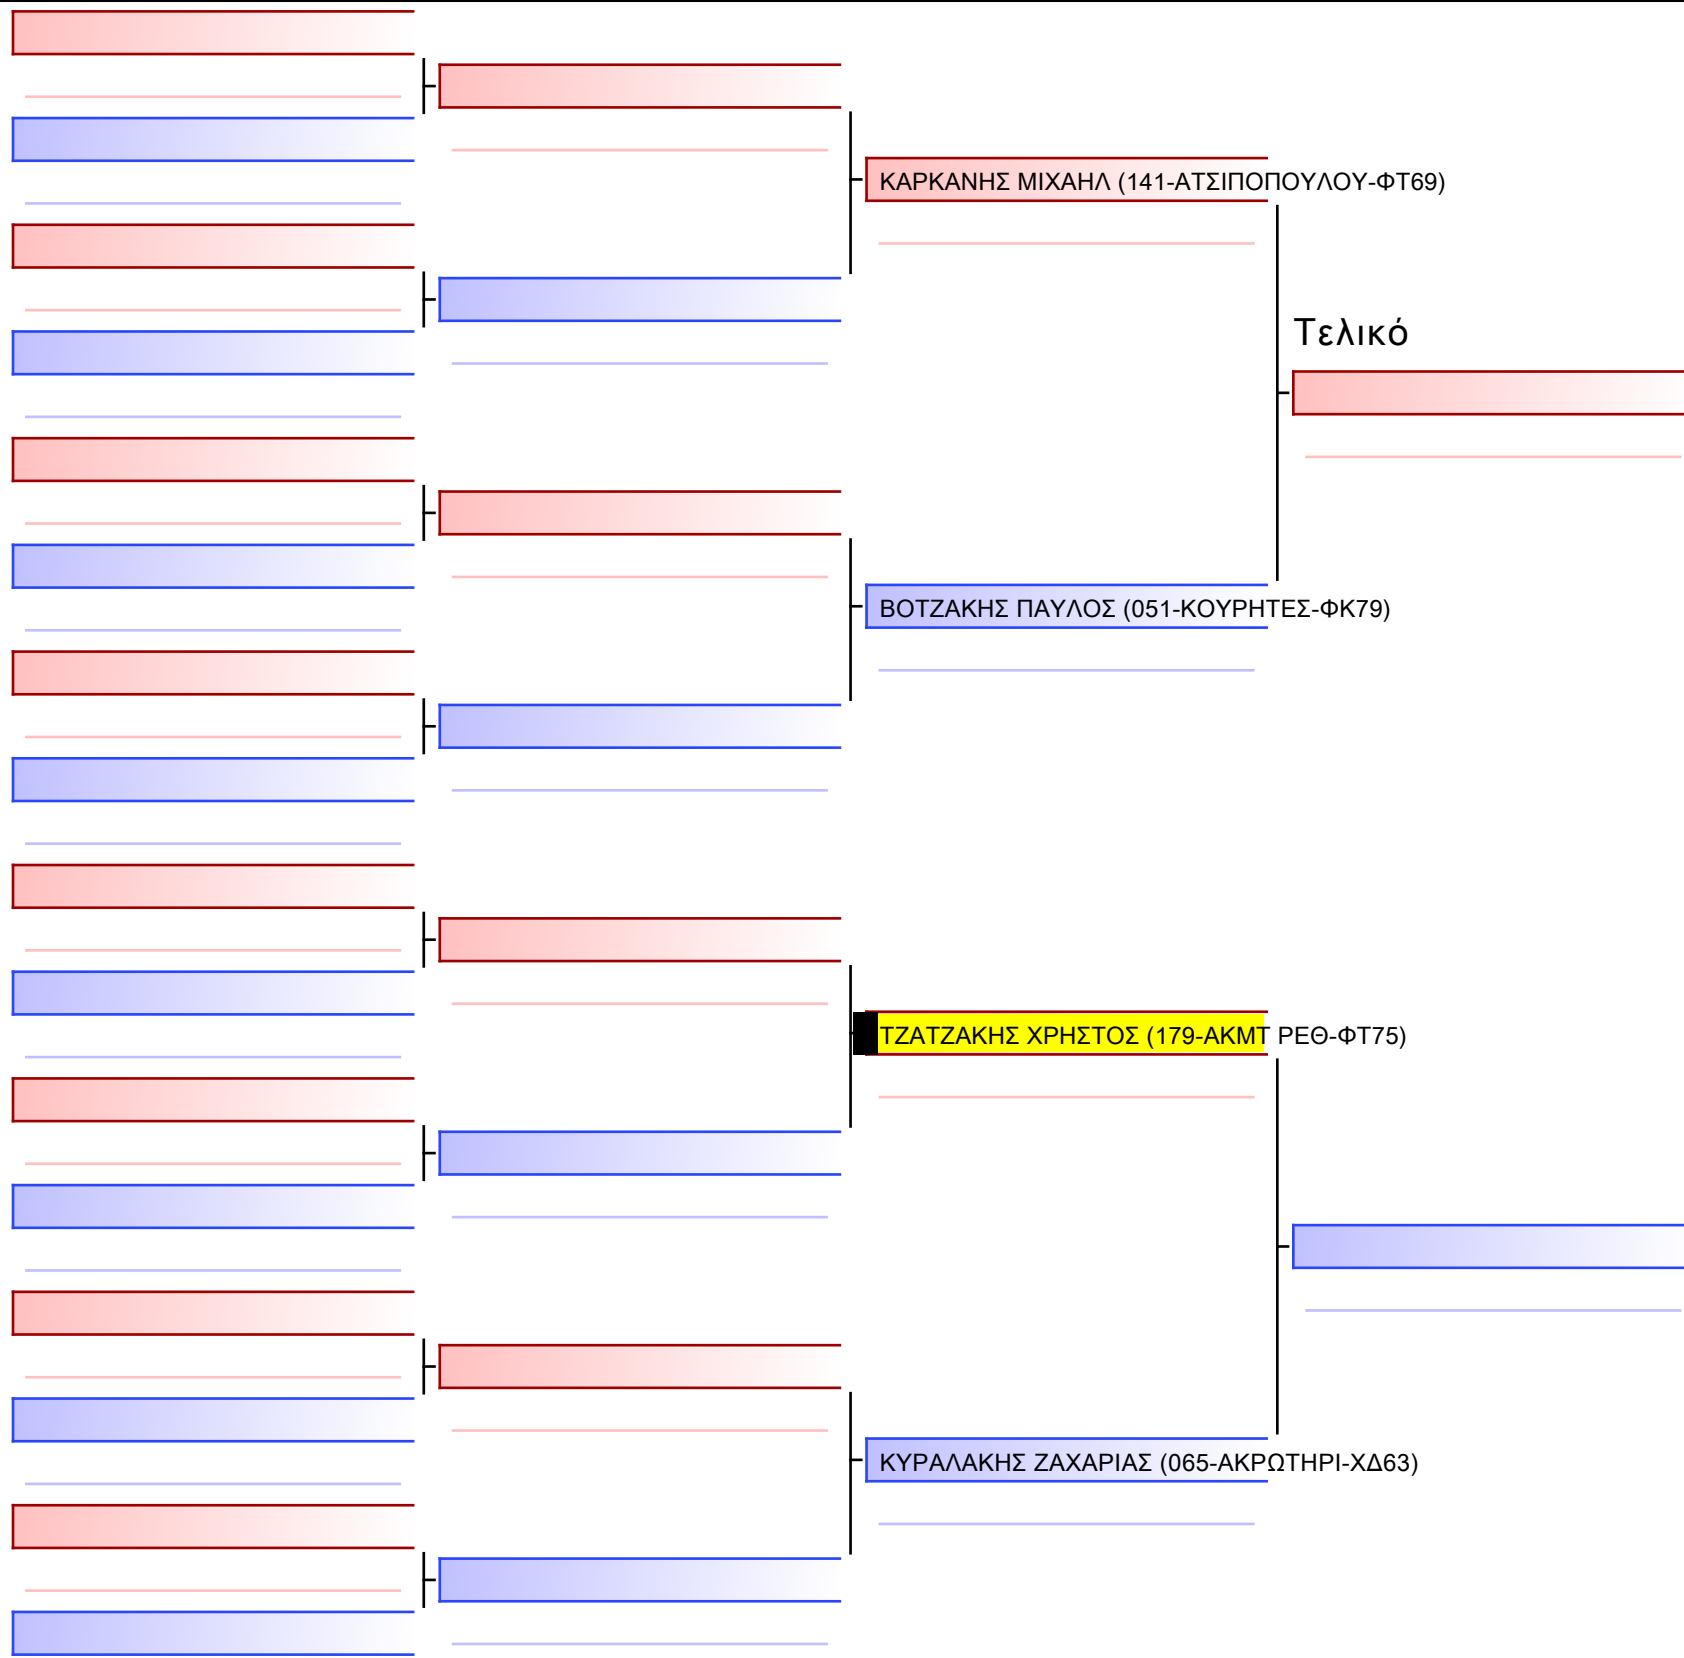 ΚΑΡΚΑΝΗΣ ΜΙΧΑΗΛ (141-ΑΤΣΙΠΟΠΟΥΛΟΥ-ΦΤ69)
Τελικό
ΒΟΤΖΑΚΗΣ ΠΑΥΛΟΣ (051-ΚΟΥΡΗΤΕΣ-ΦΚ79)
ΤΖΑΤΖΑΚΗΣ ΧΡΗΣΤΟΣ (179-ΑΚΜΤ ΡΕΘ-ΦΤ75)
ΚΥΡΑΛΑΚΗΣ ΖΑΧΑΡΙΑΣ (065-ΑΚΡΩΤΗΡΙ-ΧΔ63)